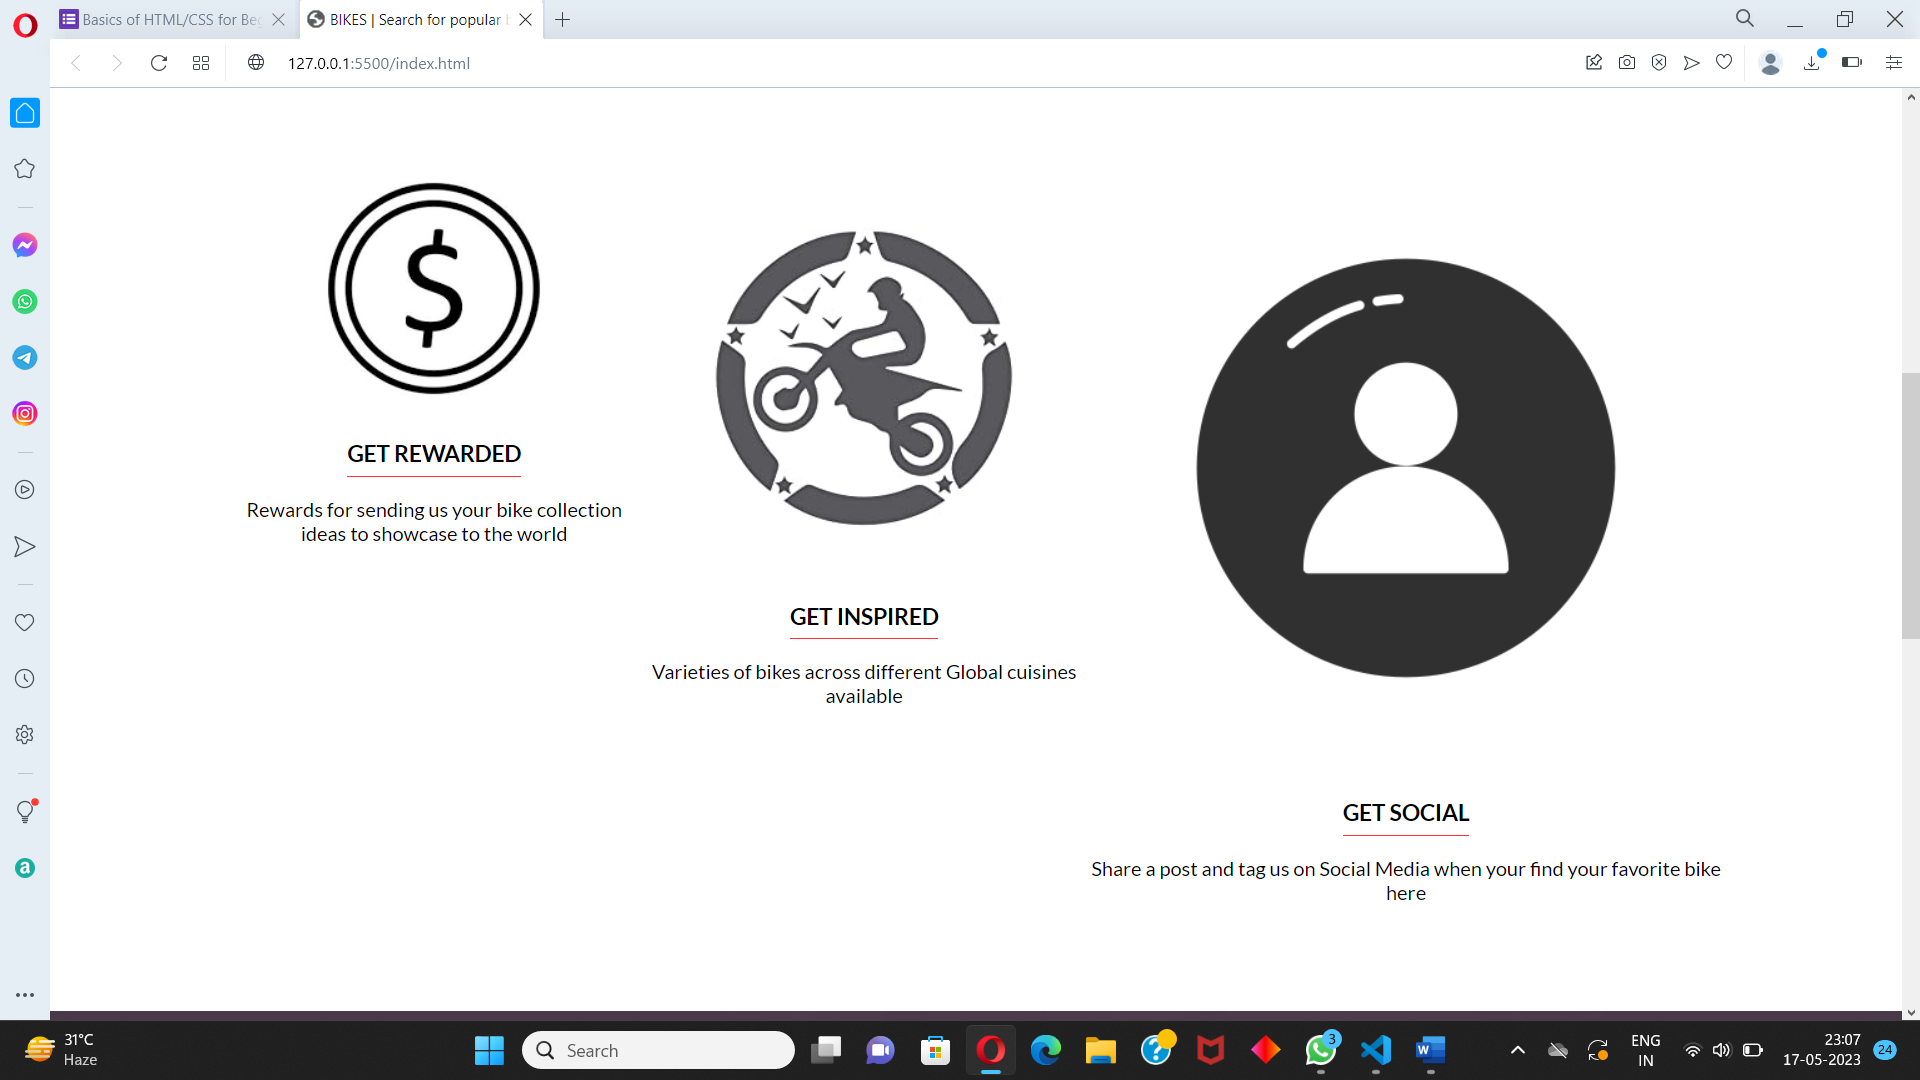 Basics of HTML/CSS for Be
BIKES | Search for popular
127.0.0.1:5500/index.html
$
GET REWARDED
Rewards for sending us your bike collection
ideas to showcase to the world
GET INSPIRED
Varieties of bikes across different Global cuisines
available
GET SOCIAL
Share a post and tag us on Social Media when your find your favorite bike
here
a
31°C
Haze
Search
3
W
ENG
IN
23:07
17-05-2023
24